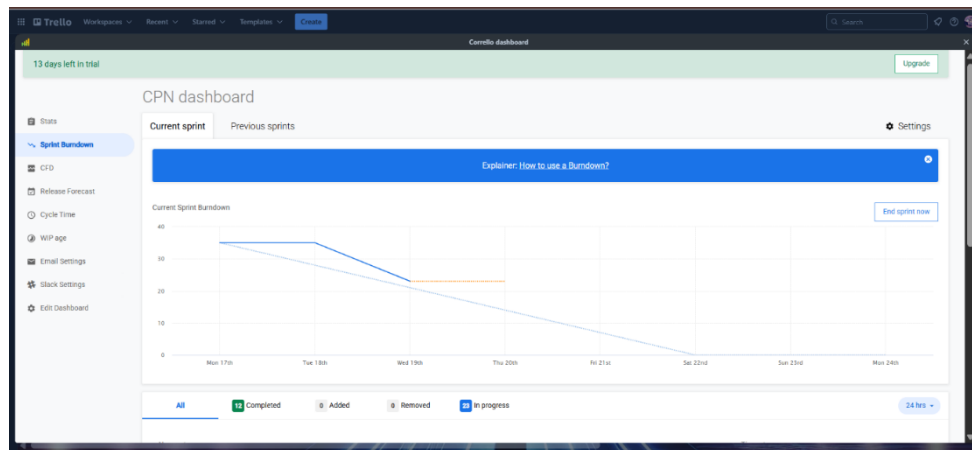 Trello Workspaces Recent Starred Templates Create Search
Corrello dashboard
13 days left in trial Upgrade
CPN dashboard
Stats
Sprint Burndown
CFD
Release Forecast
Cycle Time
WIP age
Email Settings
Slack Settings
Edit Dashboard
Current sprint Previous sprints Settings
Explainer: How to use a Burndown?
Current Sprint Burndown
End sprint now
40
30
20
10
0
Mon 17th Tue 18th Wed 19th Thu 20th Fri 21st Sat 22nd Sun 23rd Mon 24th
All 12 Completed 0 Added 0 Removed 23 In progress 24 hrs